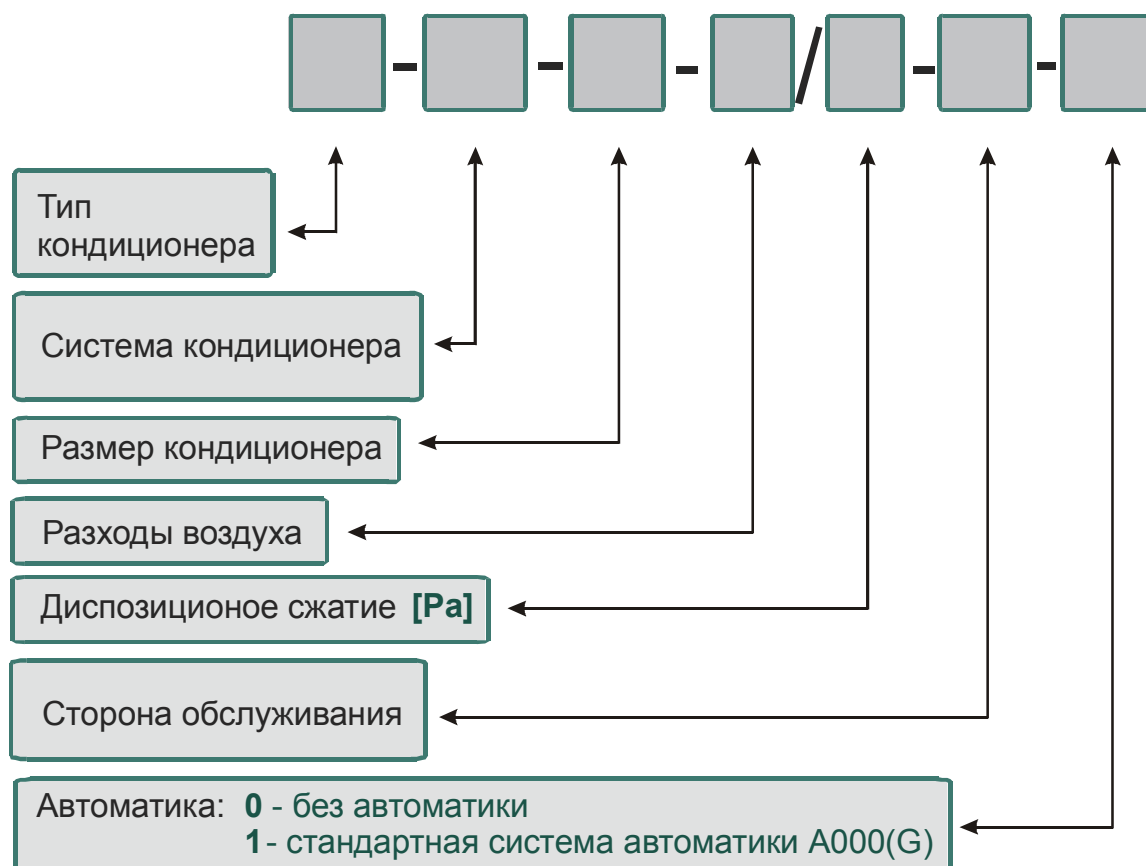 - - - / - -
Тип
кондиционера
Система кондиционера
Размер кондиционера
Разходы воздуха
Диспозиционое сжатие [Pa]
Сторона обслуживания
Автоматика: 0 - без автоматики
1- стандартная система автоматики А000(G)